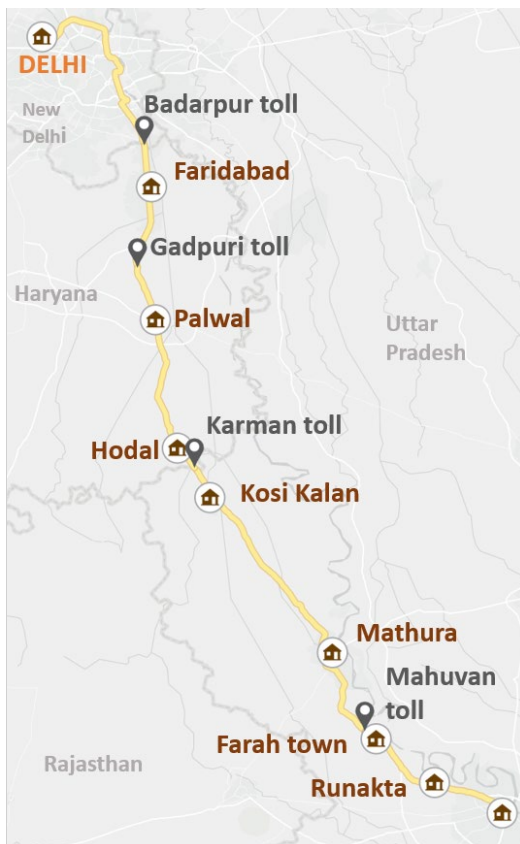 DELHI
Badarpur toll
New
Delhi
Faridabad
Gadpuri toll
Haryana
Palwal
Uttar
Pradesh
Karman toll
Hodal
Kosi Kalan
Mathura
Mahuvan
toll
Farah town
Rajasthan
Runakta